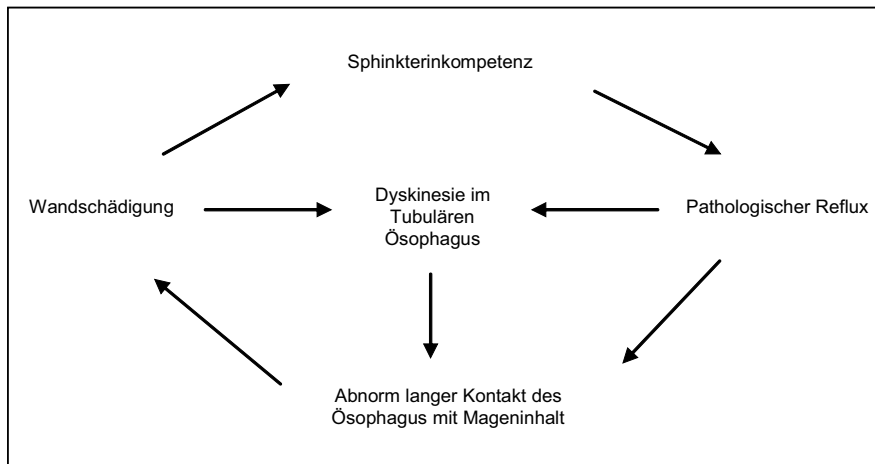 Sphinkterinkompetenz
Wandschädigung
Dyskinesie im
Tubulären
Ösophagus
Pathologischer Reflux
Abnorm langer Kontakt des
Ösophagus mit Mageninhalt